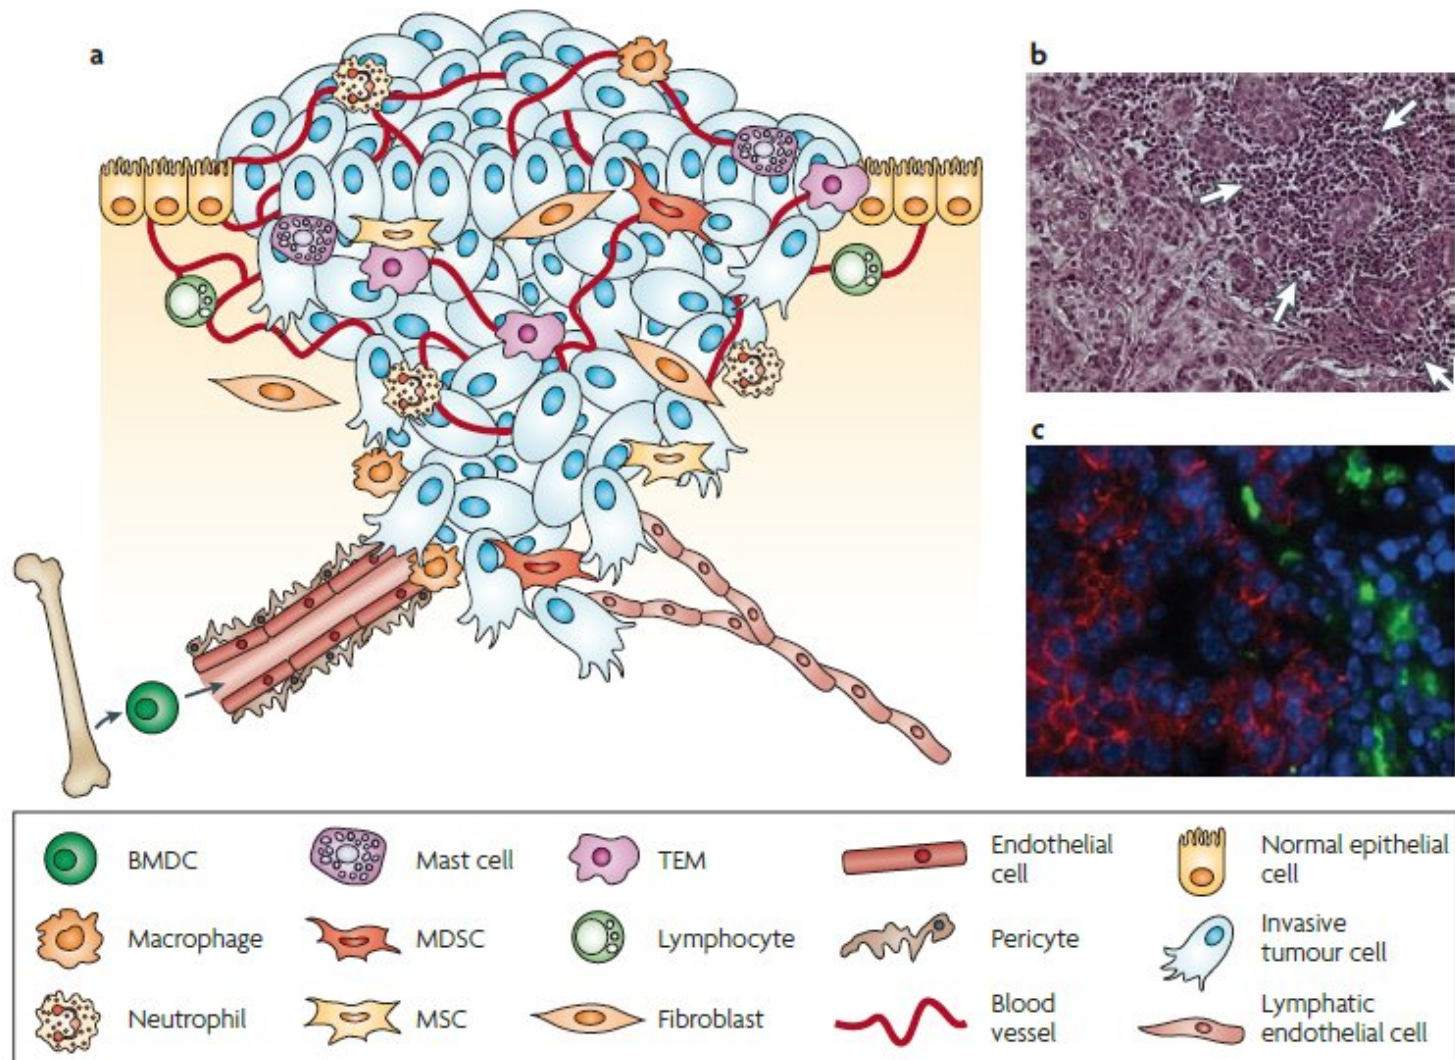 a
b
c
BMDC
Mast cell
TEM
Endothelial
cell
Normal epithelial
cell
Macrophage
MDSC
Lymphocyte
Pericyte
Invasive
tumour cell
Neutrophil
MSC
Fibroblast
Blood
vessel
Lymphatic
endothelial cell